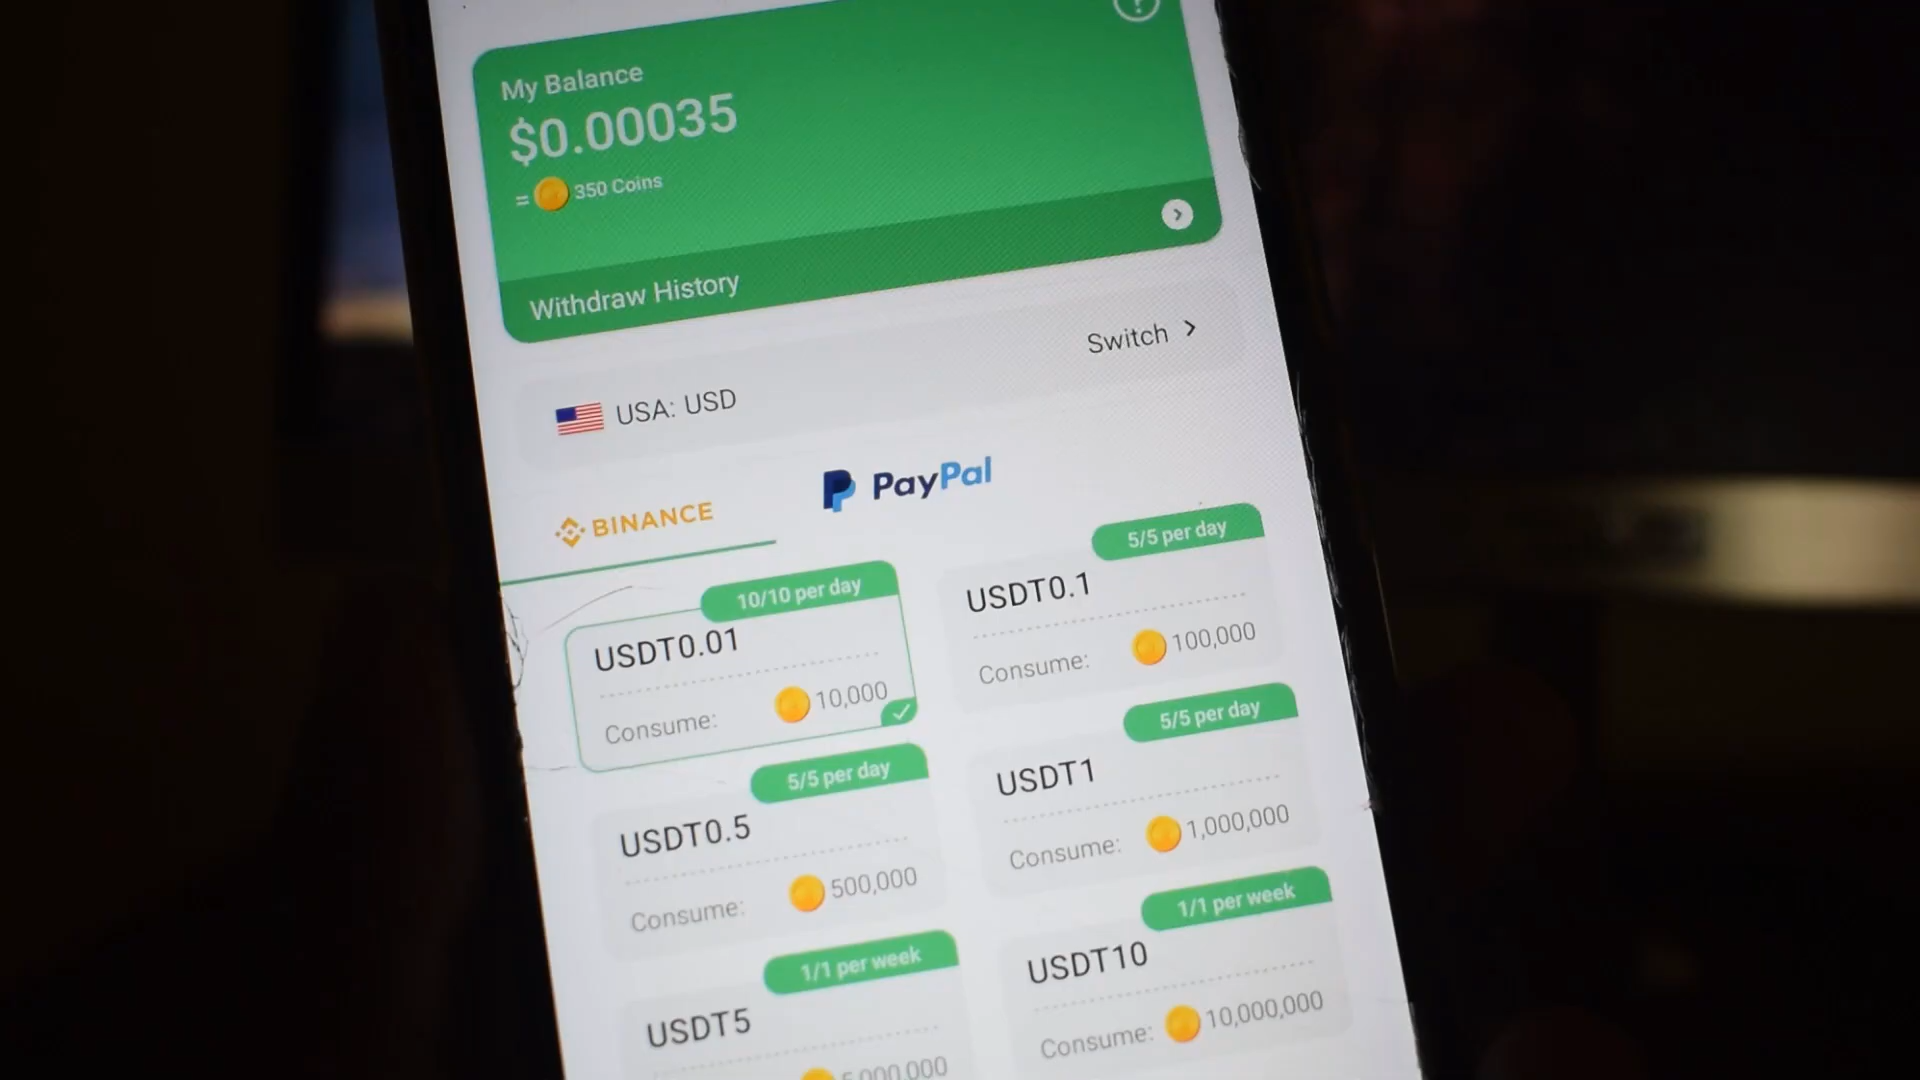 My Balance
$0.00035
= 350 Coins
Withdraw History
Switch >
USA: USD
BINANCE
PayPal
10/10 per day
USDT0.01
Consume: 10,000
5/5 per day
USDT0.1
Consume: 100,000
5/5 per day
USDT0.5
Consume: 500,000
5/5 per day
USDT1
Consume: 1,000,000
1/1 per week
USDT5
5,000,000
1/1 per week
USDT10
Consume: 10,000,000